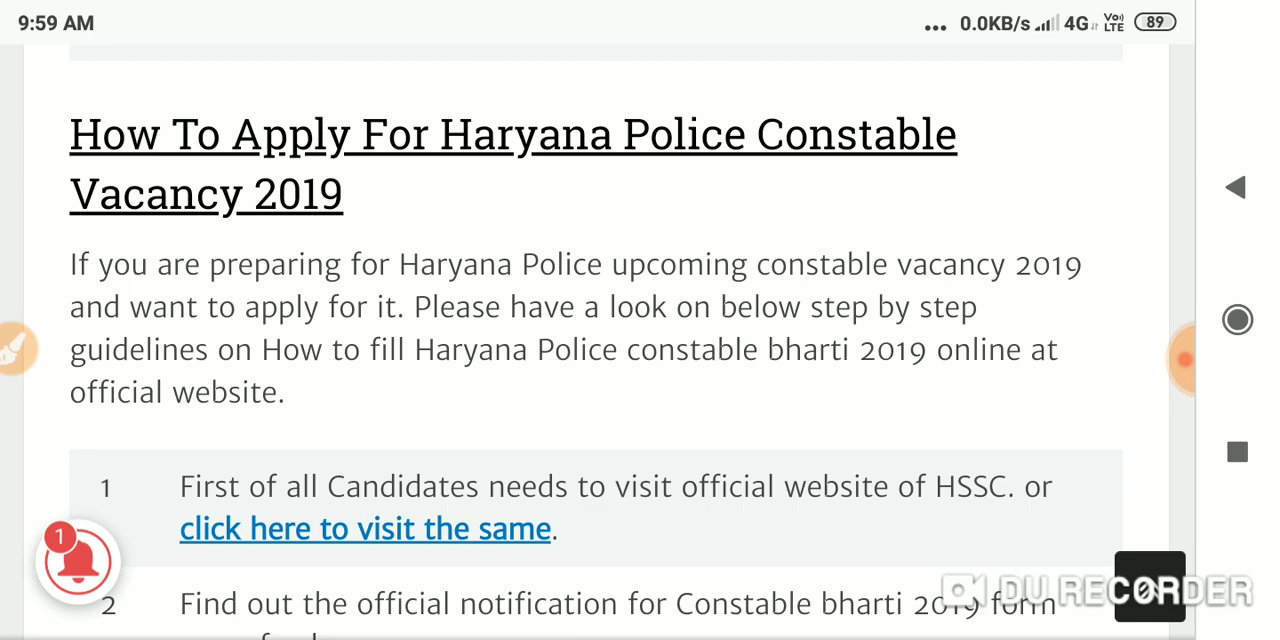 9:59 AM
... 0.0KB/s 4G Vo) LTE 89
How To Apply For Haryana Police Constable
Vacancy 2019
If you are preparing for Haryana Police upcoming constable vacancy 2019
and want to apply for it. Please have a look on below step by step
guidelines on How to fill Haryana Police constable bharti 2019 online at
official website.
1 First of all Candidates needs to visit official website of HSSC. or
click here to visit the same.
1
2 Find out the official notification for Constable bharti 2019 form
DU RECORDER